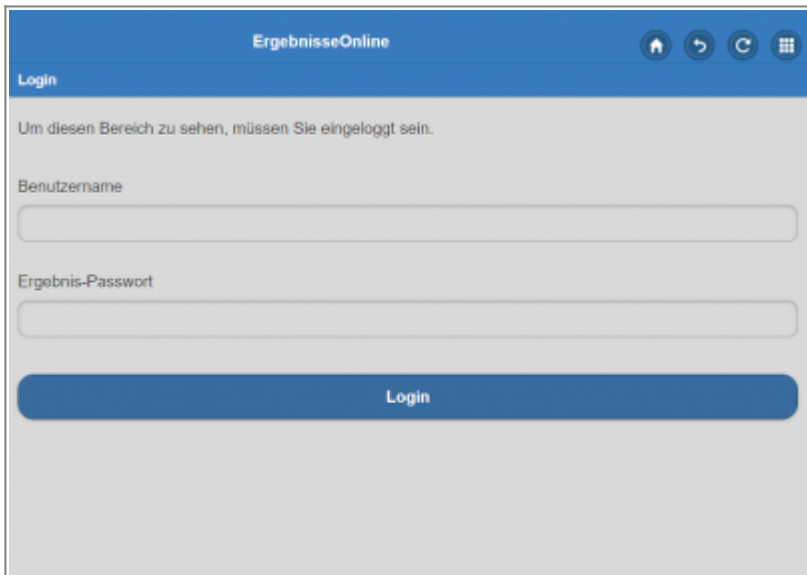 ErgebnisseOnline
Login
Um diesen Bereich zu sehen, müssen Sie eingeloggt sein.
Benutzername
Ergebnis-Passwort
Login